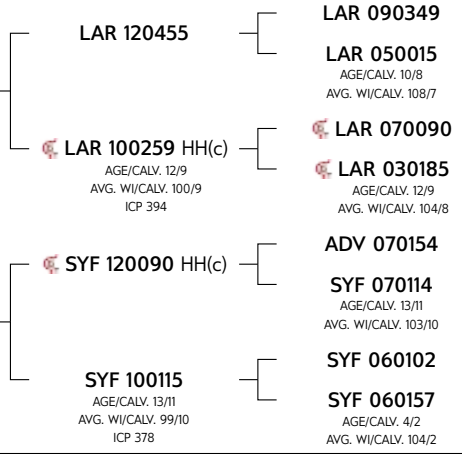 LAR 120455
LAR 090349
LAR 050015
AGE/CALV. 10/8
AVG. WI/CALV. 108/7
LAR 100259 HH(c)
AGE/CALV. 12/9
AVG. WI/CALV. 100/9
ICP 394
LAR 070090
LAR 030185
AGE/CALV. 12/9
AVG. WI/CALV. 104/8
SYF 120090 HH(c)
ADV 070154
SYF 070114
AGE/CALV. 13/11
AVG. WI/CALV. 103/10
SYF 100115
AGE/CALV. 13/11
AVG. WI/CALV. 99/10
ICP 378
SYF 060102
SYF 060157
AGE/CALV. 4/2
AVG. WI/CALV. 104/2